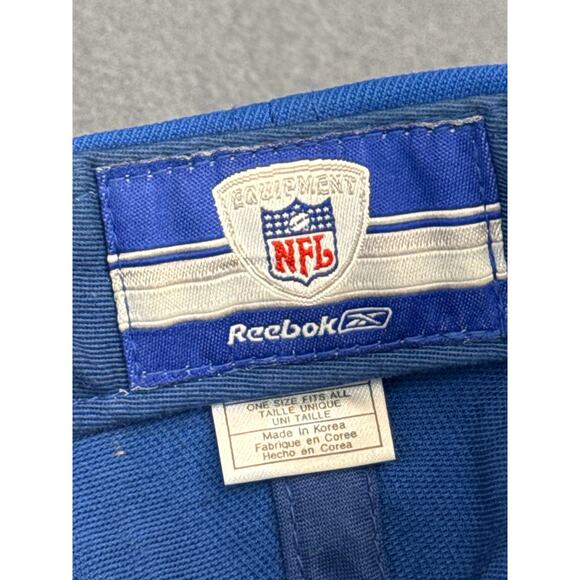 EQUIPMENT
NFL
Reebok
ONE SIZE FITS ALL
TAILLE UNIQUE
UNI TAILLE
Made in Korea
Fabrique en Coree
Hecho en Corea